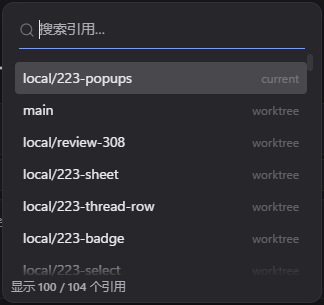 搜索引用...
local/223-popups current
main worktree
local/review-308 worktree
local/223-sheet worktree
local/223-thread-row worktree
local/223-badge worktree
local/223-select worktree
显示 100 / 104 个引用